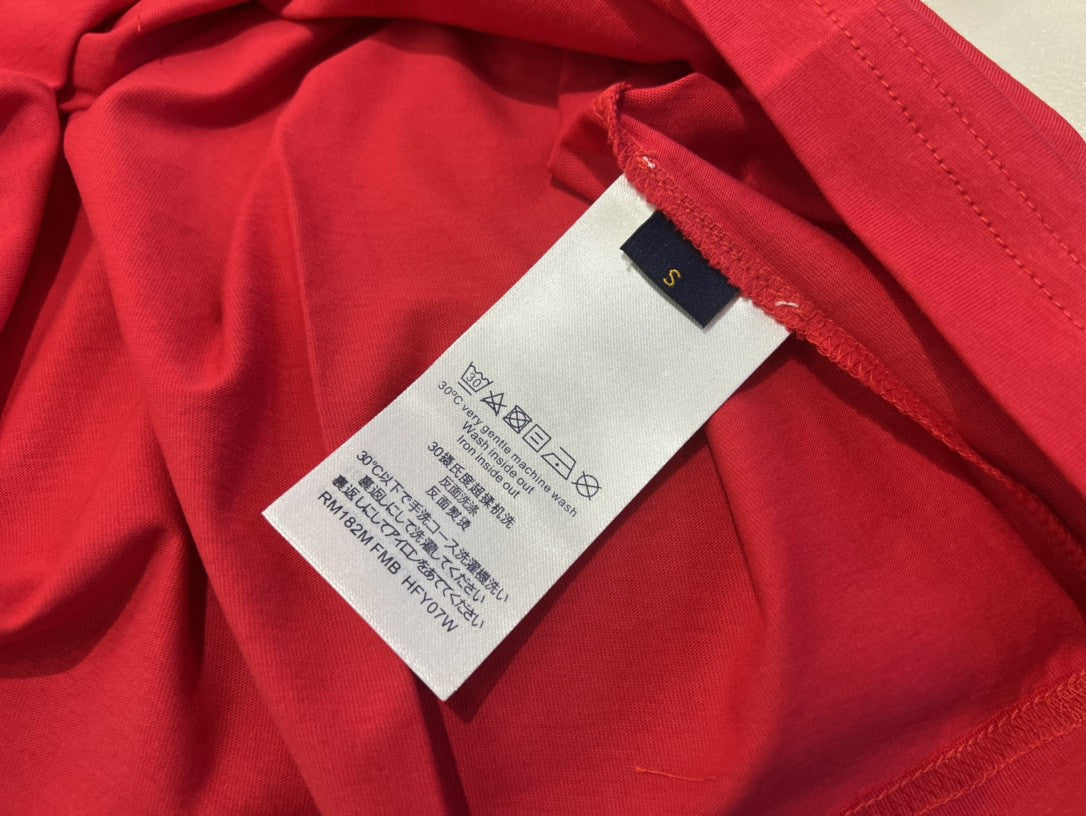 S
30
30°C very gentle machine wash
Wash inside out
Iron inside out
30摄氏度超揉机洗
反面洗涤
反面熨烫
30℃以下で手洗コース洗濯機洗い
裏返しにして洗濯してください
裏返しにしてアイロンをあててください
RM182M FMB HFY07W